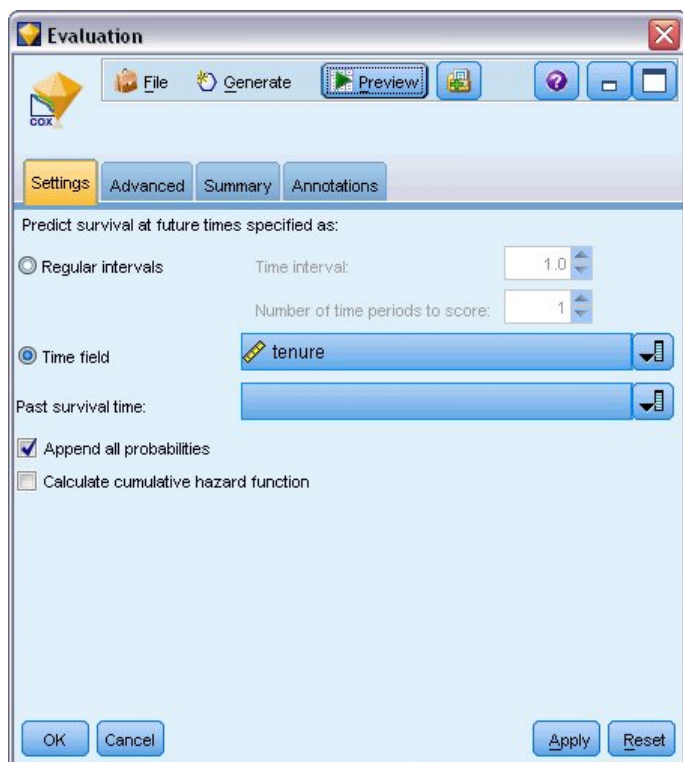 Evaluation
COX
File Generate Preview
Settings Advanced Summary Annotations
Predict survival at future times specified as:
Regular intervals Time interval: 1.0
Number of time periods to score: 1
Time field tenure
Past survival time:
Append all probabilities
Calculate cumulative hazard function
OK Cancel Apply Reset